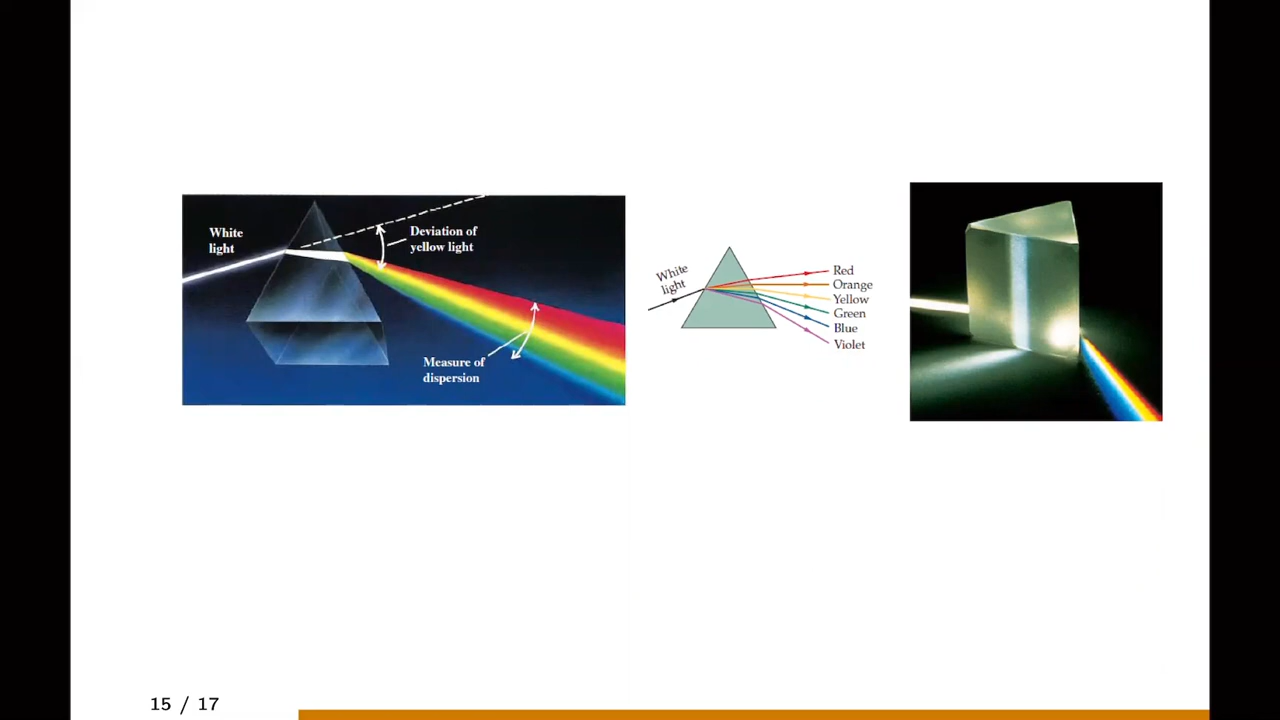 White
light
Deviation of
yellow light
Measure of
dispersion
White
light
Red
Orange
Yellow
Green
Blue
Violet
15 / 17